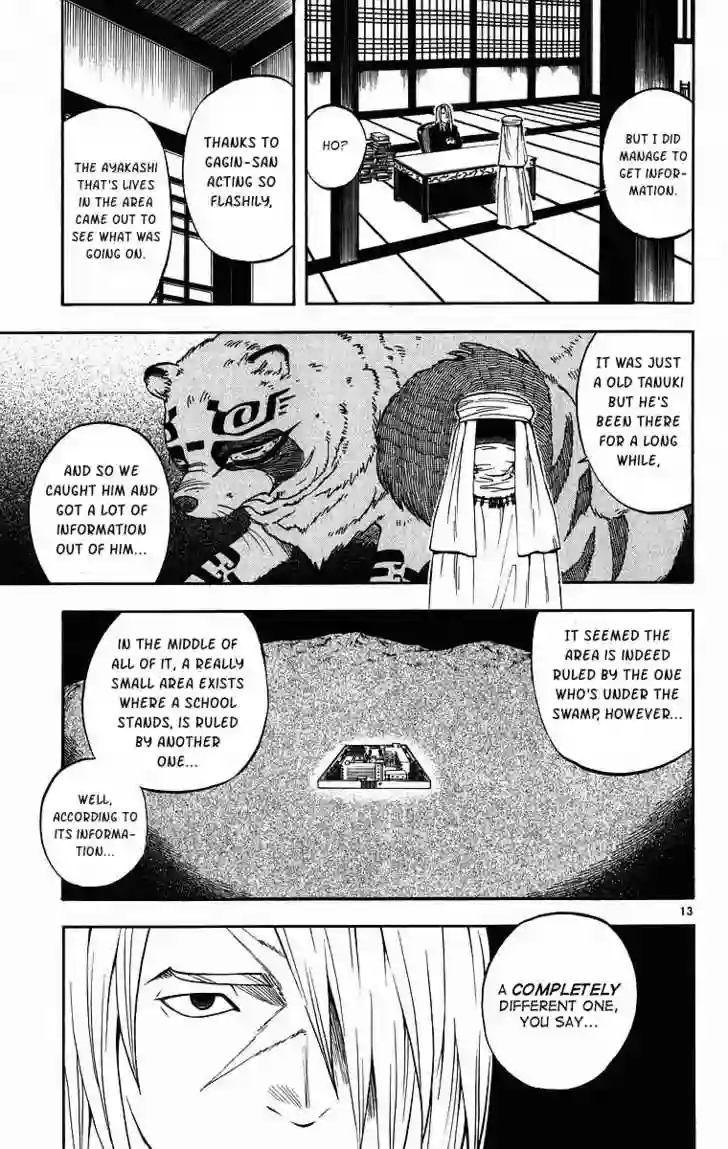 BUT I DID
MANAGE TO
GET INFOR-
MATION.
HO?
THANKS TO
GAGIN-SAN
ACTING SO
FLASHILY,
THE AYAKASHI
THAT'S LIVES
IN THE AREA
CAME OUT TO
SEE WHAT WAS
GOING ON.
IT WAS JUST
A OLD TANUKI
BUT HE'S
BEEN THERE
FOR A LONG
WHILE,
AND SO WE
CAUGHT HIM AND
GOT A LOT OF
INFORMATION
OUT OF HIM...
IT SEEMED THE
AREA IS INDEED
RULED BY THE ONE
WHO'S UNDER THE
SWAMP, HOWEVER...
IN THE MIDDLE OF
ALL OF IT, A REALLY
SMALL AREA EXISTS
WHERE A SCHOOL
STANDS, IS RULED
BY ANOTHER
ONE...
WELL,
ACCORDING TO
ITS INFORMA-
TION...
13
A COMPLETELY
DIFFERENT ONE,
YOU SAY...